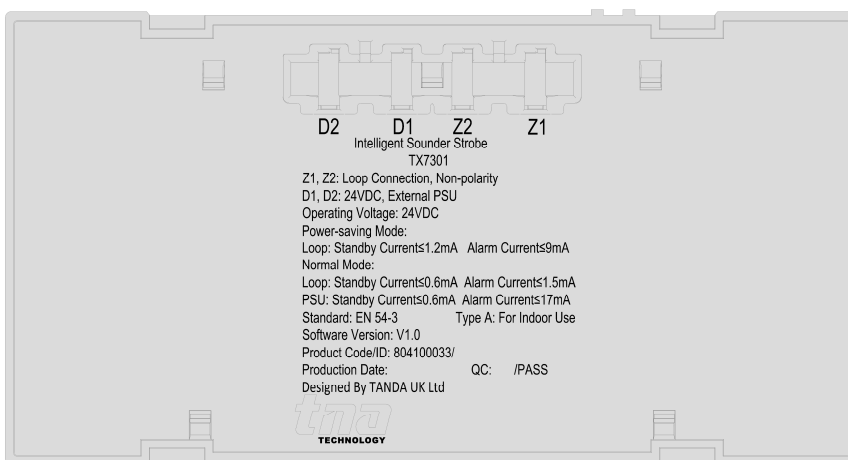 D2 D1 Z2 Z1
Intelligent Sounder Strobe
TX7301
Z1, Z2: Loop Connection, Non-polarity
D1, D2: 24VDC, External PSU
Operating Voltage: 24VDC
Power-saving Mode:
Loop: Standby Current≤1.2mA Alarm Current≤9mA
Normal Mode:
Loop: Standby Current≤0.6mA Alarm Current≤1.5mA
PSU: Standby Current≤0.6mA Alarm Current≤17mA
Standard: EN 54-3 Type A: For Indoor Use
Software Version: V1.0
Product Code/ID: 804100033/
Production Date: QC: /PASS
Designed By TANDA UK Ltd
tna
TECHNOLOGY